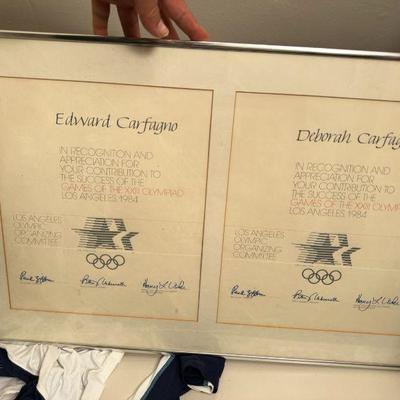 Edward Carfagno
IN RECOGNITION AND
APPRECIATION FOR
YOUR CONTRIBUTION TO
THE SUCCESS OF THE
GAMES OF THE XXIII OLYMPIAD
LOS ANGELES 1984
LOS ANGELES
OLYMPIC
ORGANIZING
COMMITTEE
Deborah Carfag
IN RECOGNITION AND
APPRECIATION FOR
YOUR CONTRIBUTION TO
THE SUCCESS OF THE
GAMES OF THE XXIII OLYMPIA
LOS ANGELES 1984
LOS ANGELES
OLYMPIC
ORGANIZING
COMMITTEE